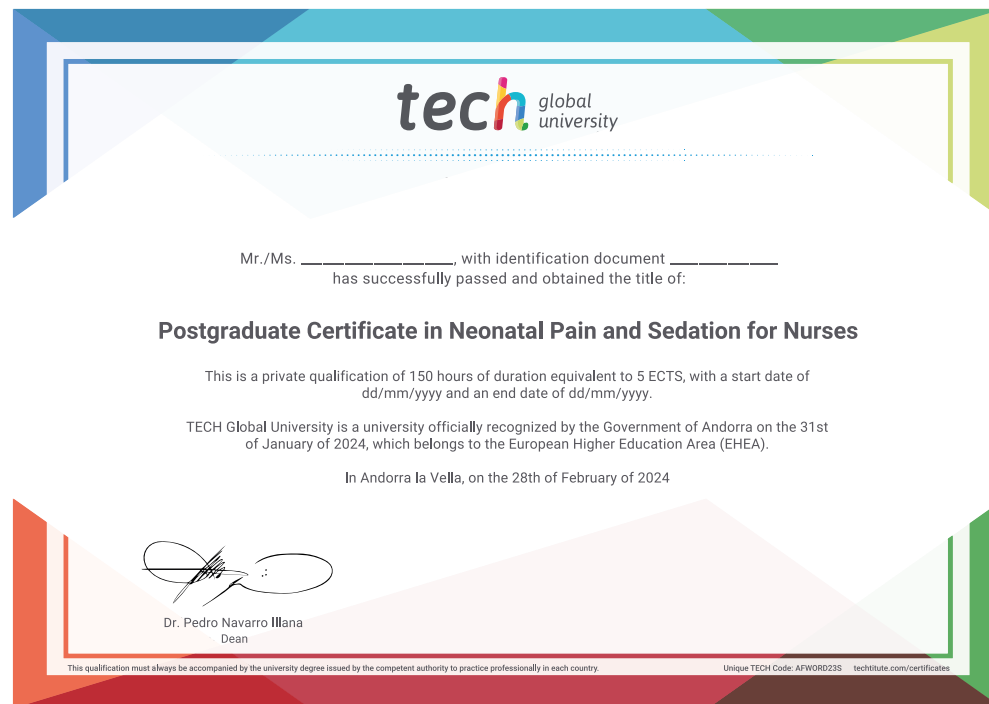 tech global university
Mr./Ms. _________________, with identification document ____________
has successfully passed and obtained the title of:
Postgraduate Certificate in Neonatal Pain and Sedation for Nurses
This is a private qualification of 150 hours of duration equivalent to 5 ECTS, with a start date of
dd/mm/yyyy and an end date of dd/mm/yyyy.
TECH Global University is a university officially recognized by the Government of Andorra on the 31st
of January of 2024, which belongs to the European Higher Education Area (EHEA).
In Andorra la Vella, on the 28th of February of 2024
Dr. Pedro Navarro Illana
Dean
This qualification must always be accompanied by the university degree issued by the competent authority to practice professionally in each country.
Unique TECH Code: AFWORD23S techtitute.com/certificates